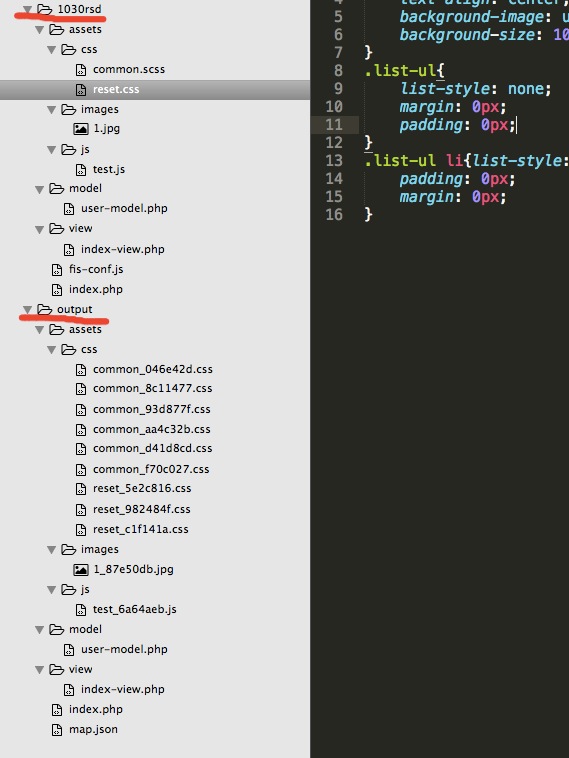 1030rsd
assets
css
common.scss
reset.css
images
1.jpg
js
test.js
model
user-model.php
view
index-view.php
fis-conf.js
index.php
output
assets
css
common_046e42d.css
common_8c11477.css
common_93d877f.css
common_aa4c32b.css
common_d41d8cd.css
common_f70c027.css
reset_5e2c816.css
reset_982484f.css
reset_c1f141a.css
images
1_87e50db.jpg
js
test_6a64aeb.js
model
user-model.php
view
index-view.php
index.php
map.json
5 background-image: u
6 background-size: 10
7 }
8 .list-ul{
9 list-style: none;
10 margin: 0px;
11 padding: 0px;
12 }
13 .list-ul li{list-style:
14 padding: 0px;
15 margin: 0px;
16 }